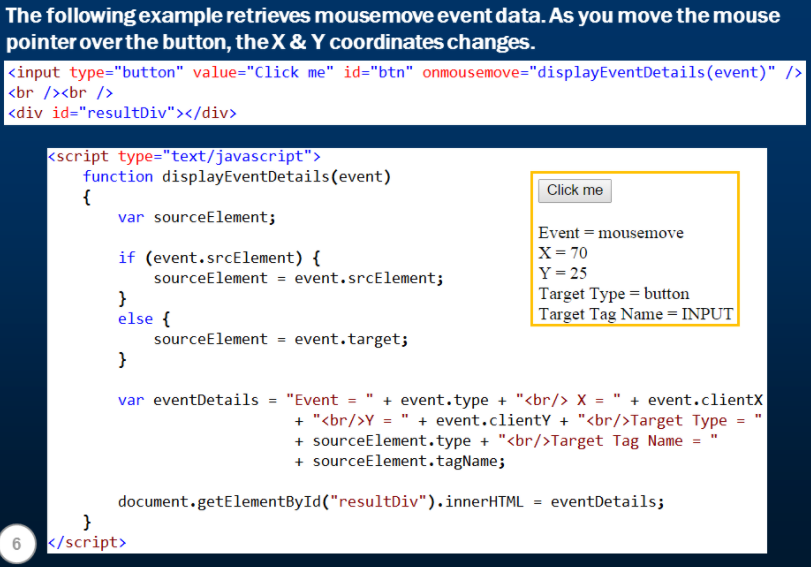 The following example retrieves mousemove event data. As you move the mouse
pointer over the button, the X & Y coordinates changes.
<input type="button" value="Click me" id="btn" onmousemove="displayEventDetails(event)" />
<br /><br />
<div id="resultDiv"></div>
<script type="text/javascript">
    function displayEventDetails(event)
    {
        var sourceElement;
        if (event.srcElement) {
            sourceElement = event.srcElement;
        }
        else {
            sourceElement = event.target;
        }
        var eventDetails = "Event = " + event.type + "<br/> X = " + event.clientX
                            + "<br/>Y = " + event.clientY + "<br/>Target Type = "
                            + sourceElement.type + "<br/>Target Tag Name = "
                            + sourceElement.tagName;
        document.getElementById("resultDiv").innerHTML = eventDetails;
    }
</script>
Click me
Event = mousemove
X = 70
Y = 25
Target Type = button
Target Tag Name = INPUT
6